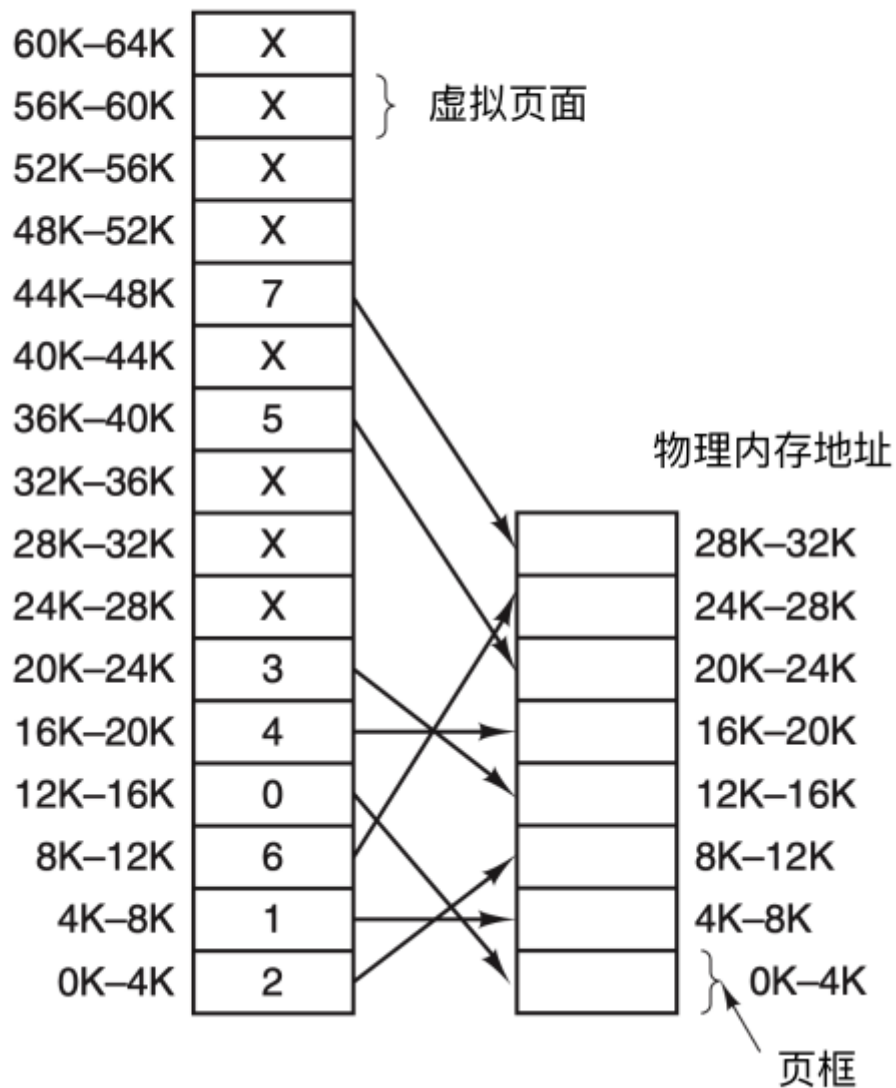 60K–64K X
56K–60K X 虚拟页面
52K–56K X
48K–52K X
44K–48K 7
40K–44K X
36K–40K 5
物理内存地址
32K–36K X
28K–32K X 28K–32K
24K–28K X 24K–28K
20K–24K 3 20K–24K
16K–20K 4 16K–20K
12K–16K 0 12K–16K
8K–12K 6 8K–12K
4K–8K 1 4K–8K
0K–4K 2 0K–4K
页框